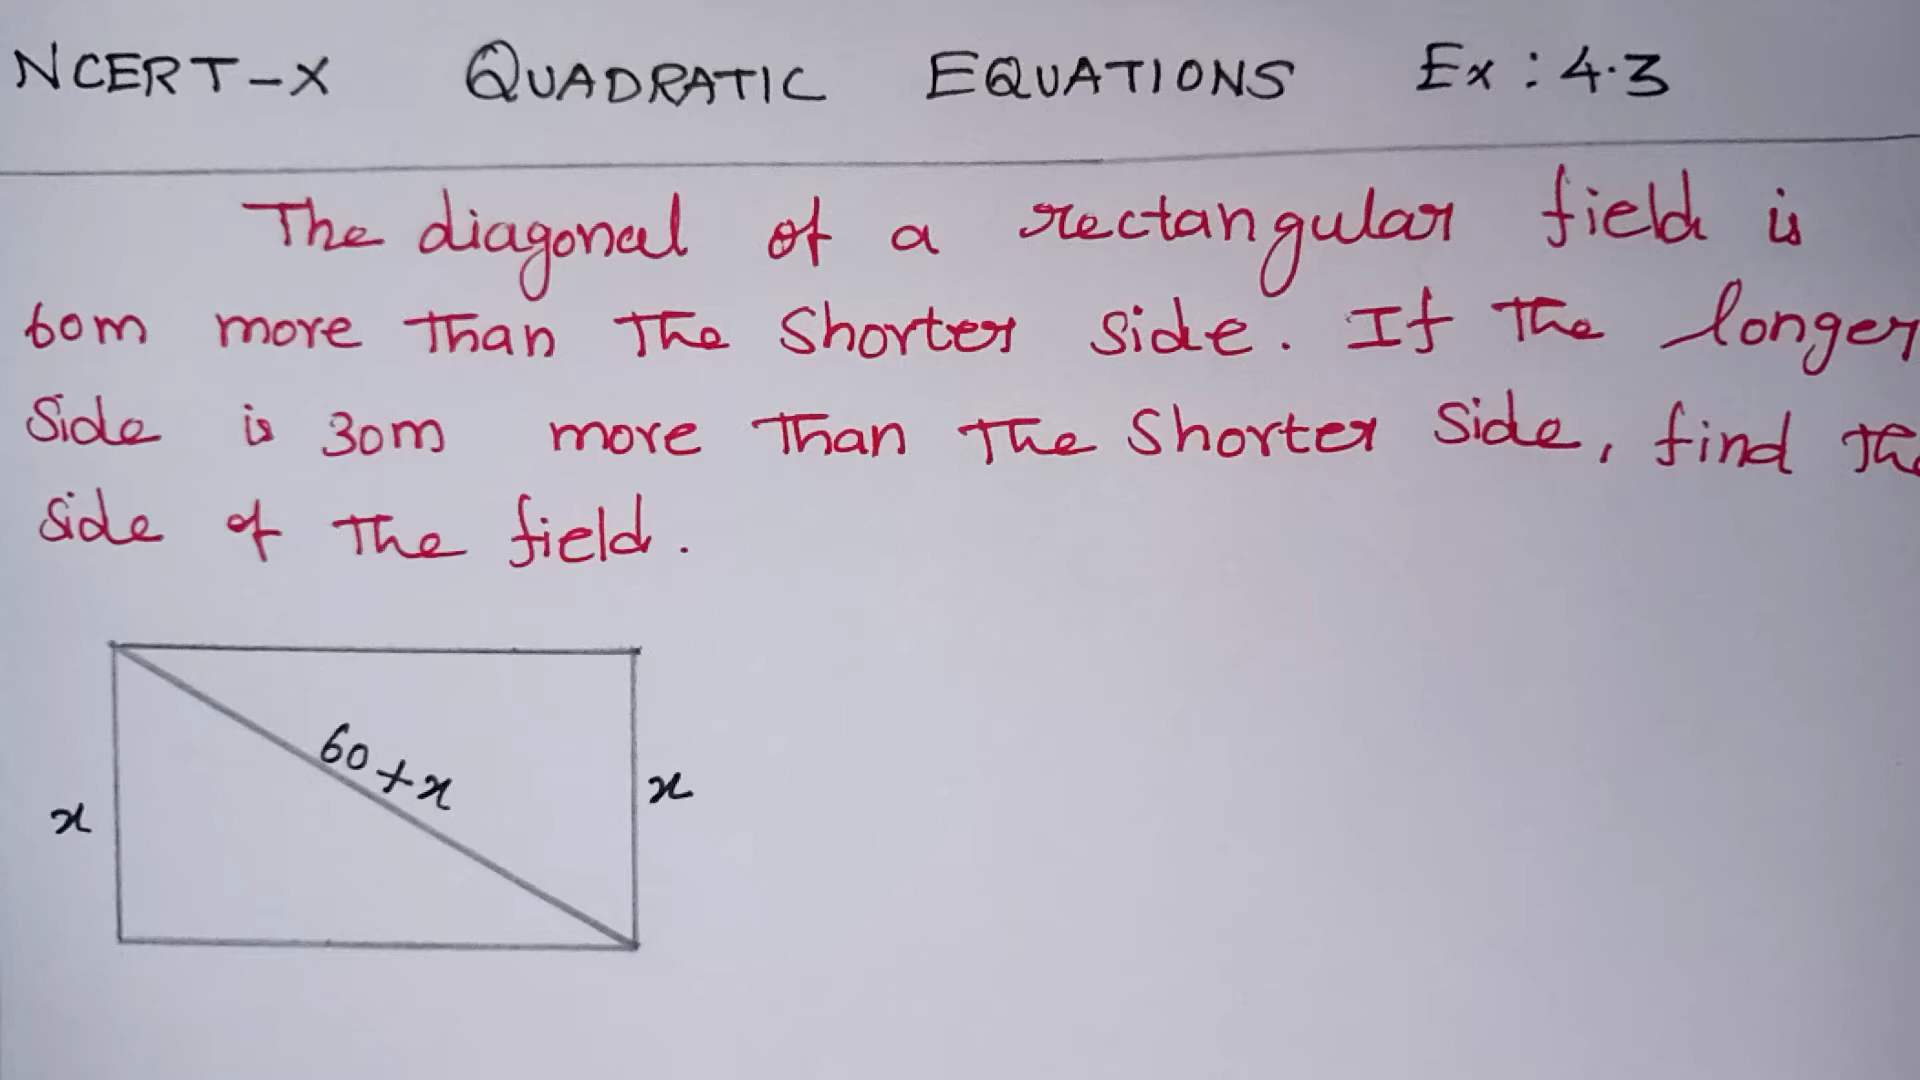 NCERT-X QUADRATIC EQUATIONS Ex: 4.3
The diagonal of a rectangular field is
60m more than the shorter side. If the longer
side is 30m more than the shorter side, find the
side of the field.
60+x
x
x